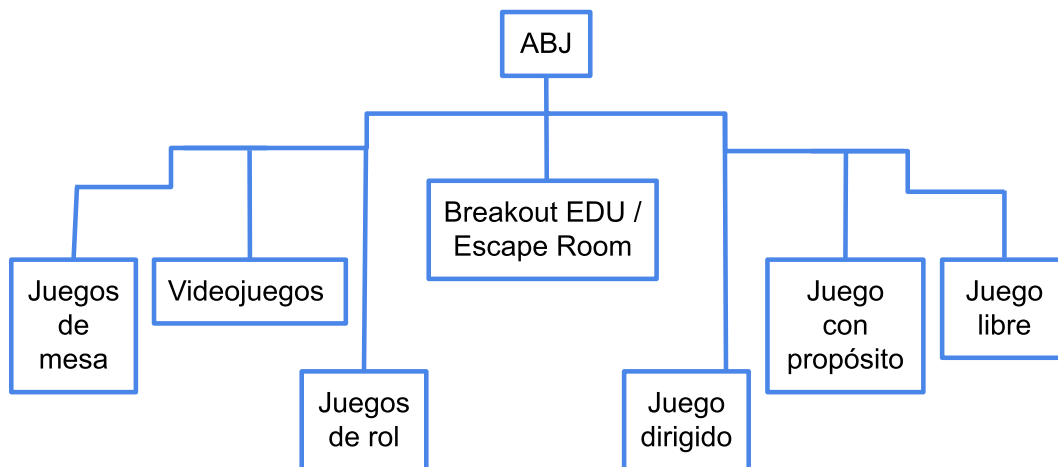 ABJ
Breakout EDU /
Escape Room
Juegos
de
mesa
Videojuegos
Juegos
de rol
Juego
dirigido
Juego
con
propósito
Juego
libre